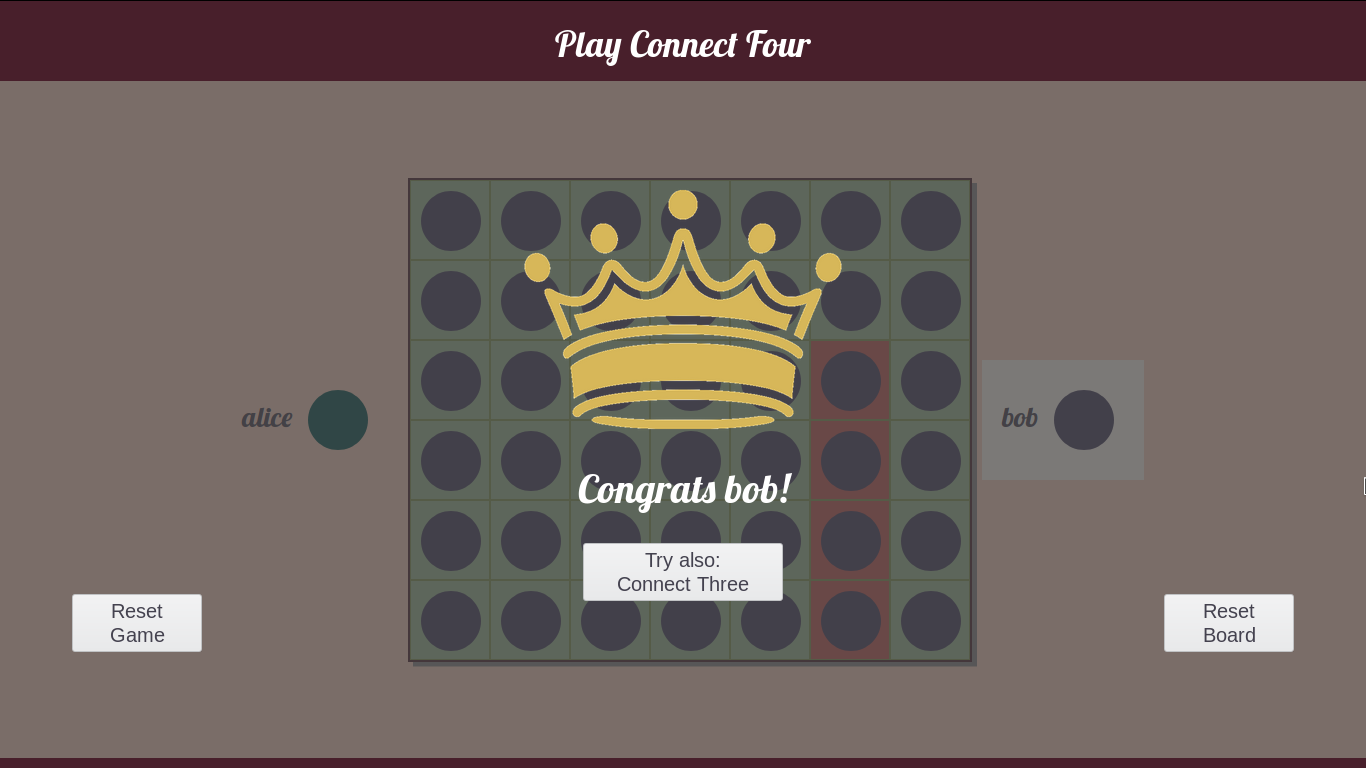 Play Connect Four
alice
bob
Congrats bob!
Try also:
Connect Three
Reset
Game
Reset
Board